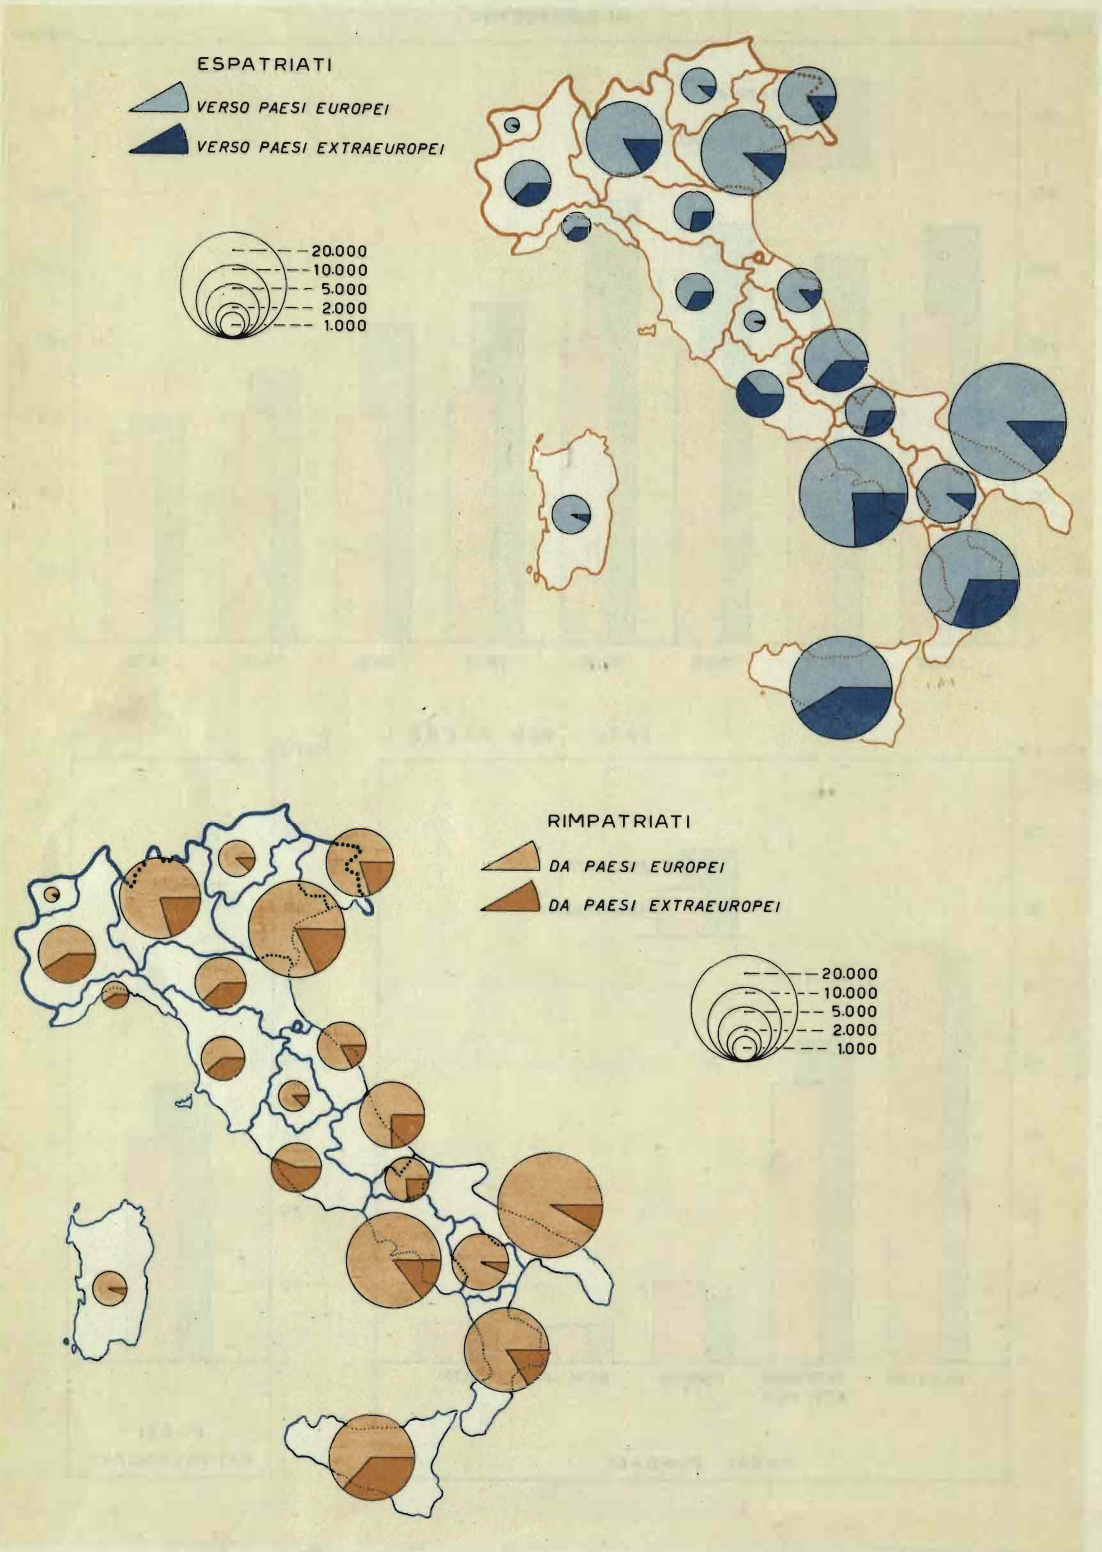 ESPATRIATI
VERSO PAESI EUROPEI
VERSO PAESI EXTRAEUROPEI
20.000
10.000
5.000
2.000
1.000
RIMPATRIATI
DA PAESI EUROPEI
DA PAESI EXTRAEUROPEI
20.000
10.000
5.000
2.000
1.000